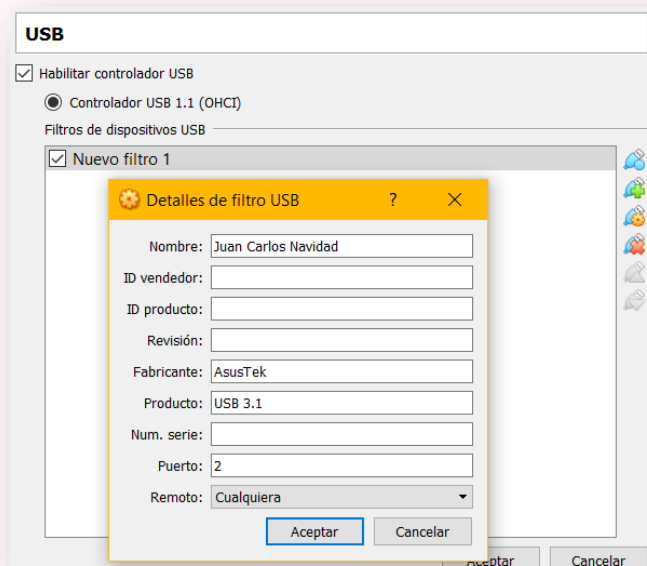 USB
Habilitar controlador USB
Controlador USB 1.1 (OHCI)
Filtros de dispositivos USB
Nuevo filtro 1
Detalles de filtro USB ?
Nombre: Juan Carlos Navidad
ID vendedor:
ID producto:
Revisión:
Fabricante: AsusTek
Producto: USB 3.1
Num. serie:
Puerto: 2
Remoto: Cualquiera
Aceptar Cancelar
Aceptar Cancelar